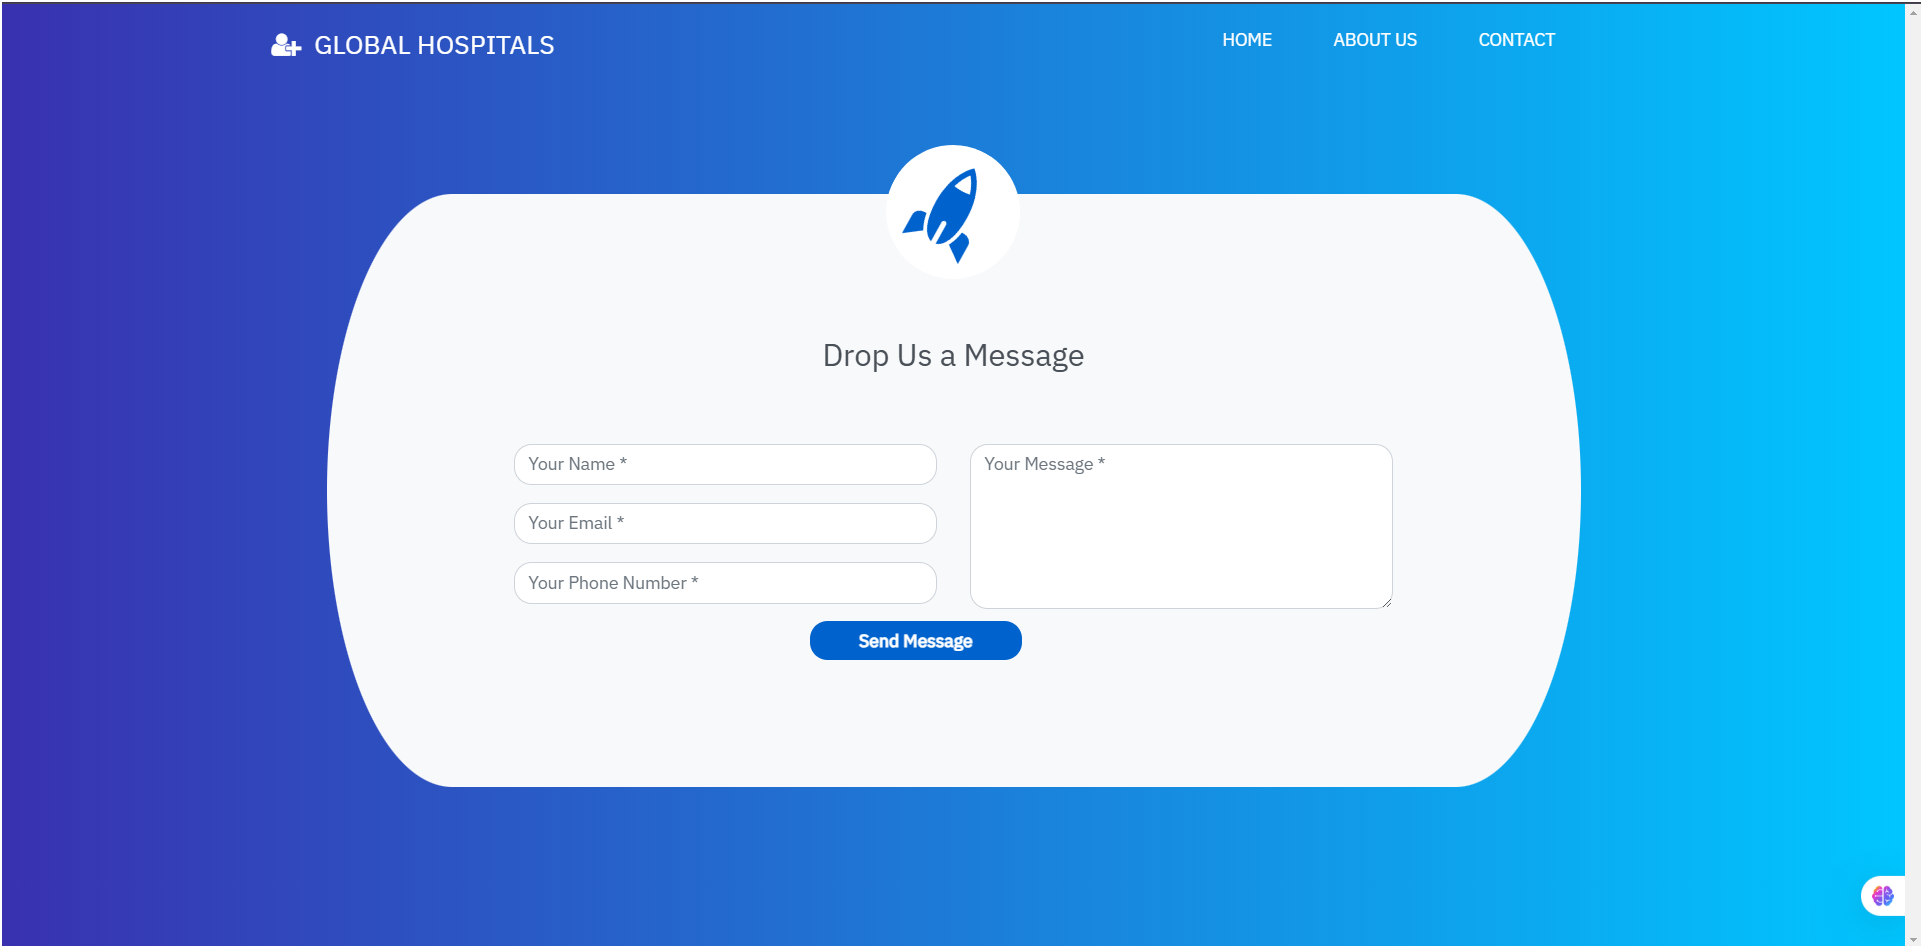 GLOBAL HOSPITALS
HOME
ABOUT US
CONTACT
Drop Us a Message
Your Name *
Your Email *
Your Phone Number *
Your Message *
Send Message